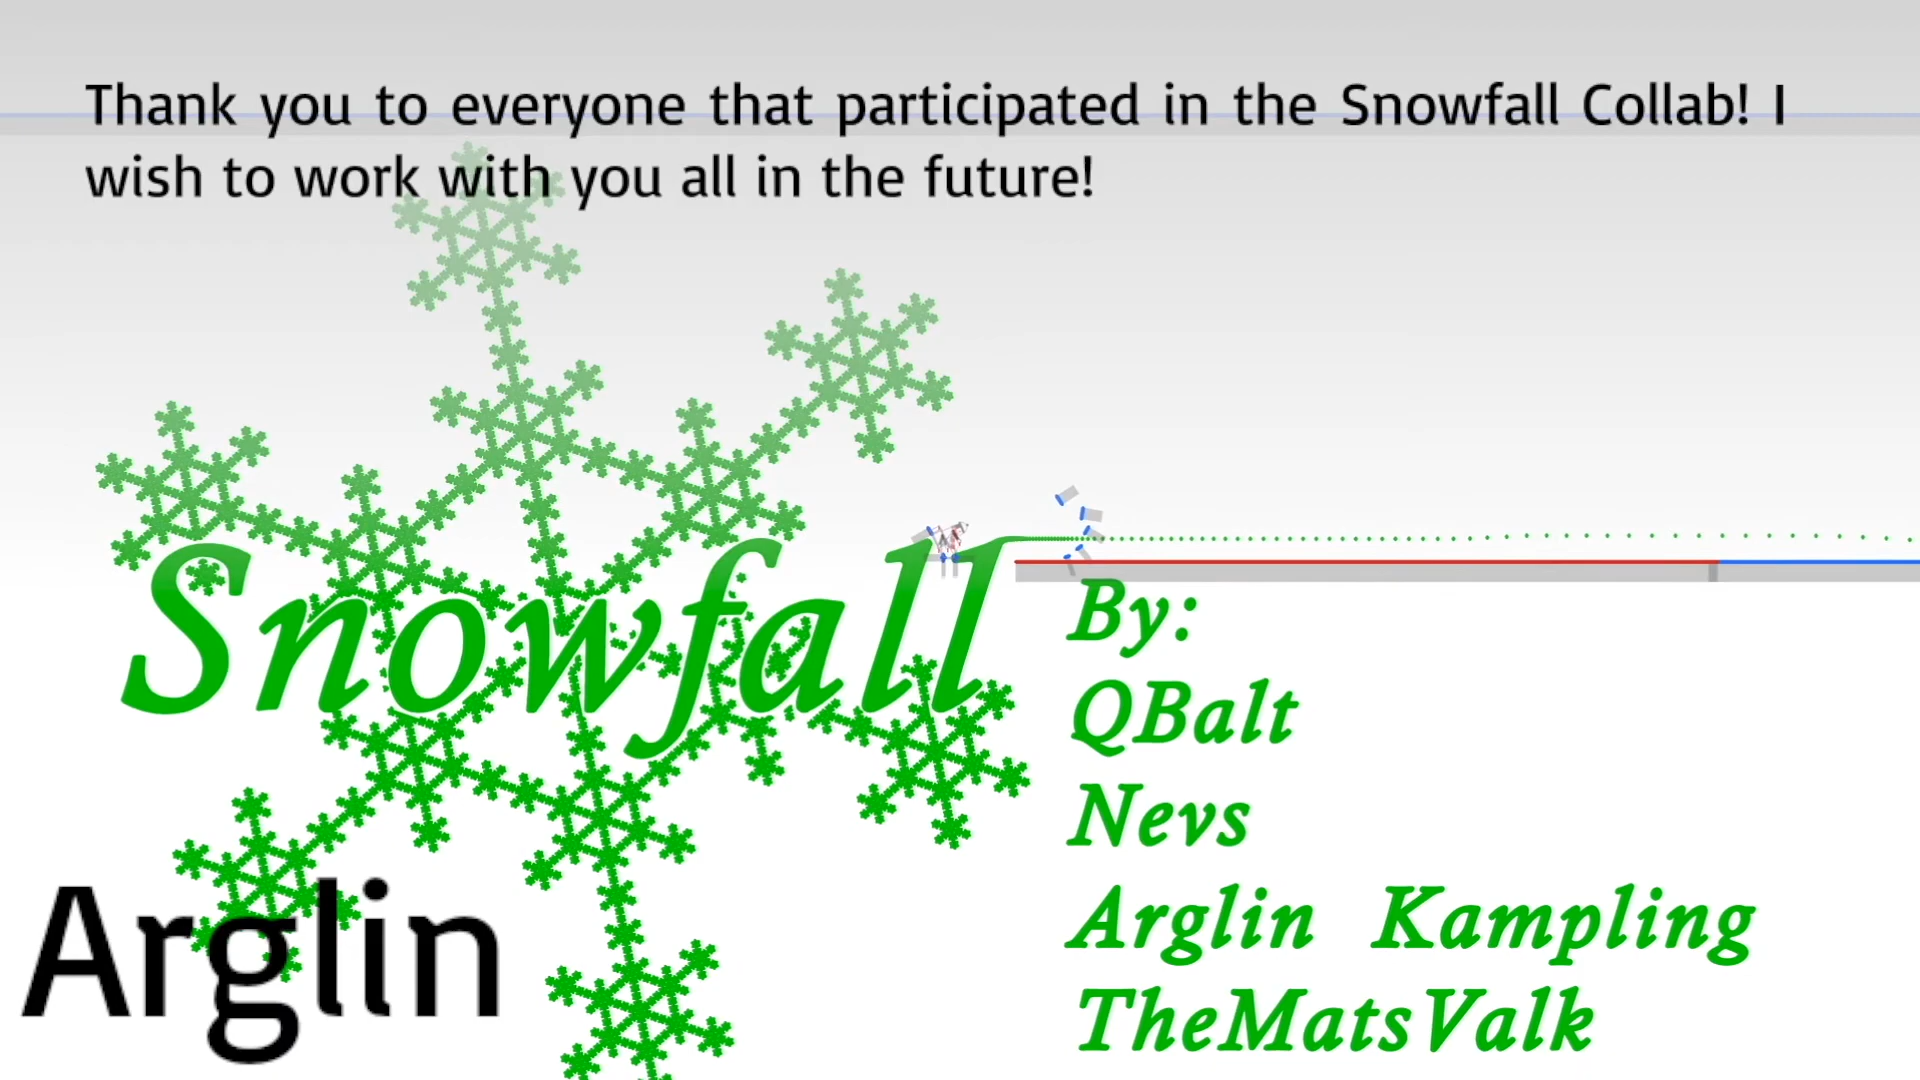 Thank you to everyone that participated in the Snowfall Collab! I
wish to work with you all in the future!
Snowfall
By:
QBalt
Nevs
Arglin Kampling
TheMatsValk
Arglin